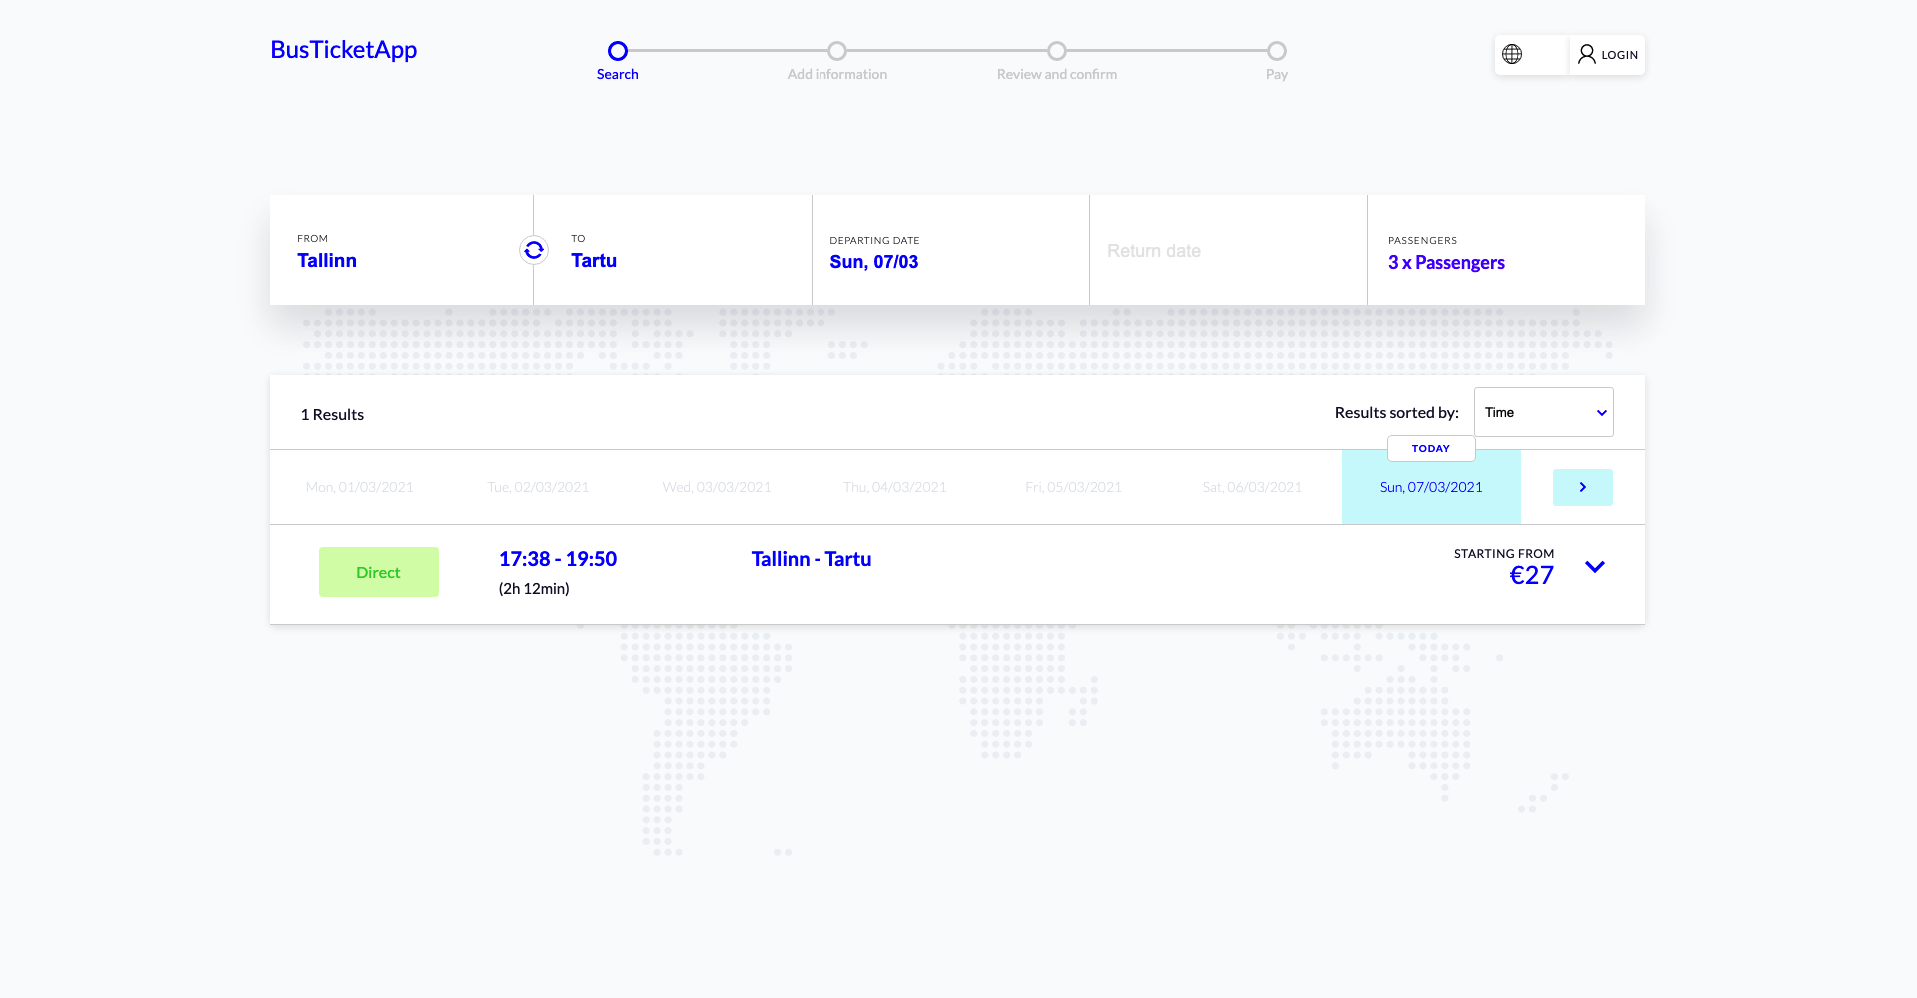 BusTicketApp
Search
Add information
Review and confirm
Pay
LOGIN
FROM
Tallinn
TO
Tartu
DEPARTING DATE
Sun, 07/03
Return date
PASSENGERS
3 x Passengers
1 Results
Results sorted by:
Time
TODAY
Mon, 01/03/2021
Tue, 02/03/2021
Wed, 03/03/2021
Thu, 04/03/2021
Fri, 05/03/2021
Sat, 06/03/2021
Sun, 07/03/2021
Direct
17:38 - 19:50
(2h 12min)
Tallinn - Tartu
STARTING FROM
€27